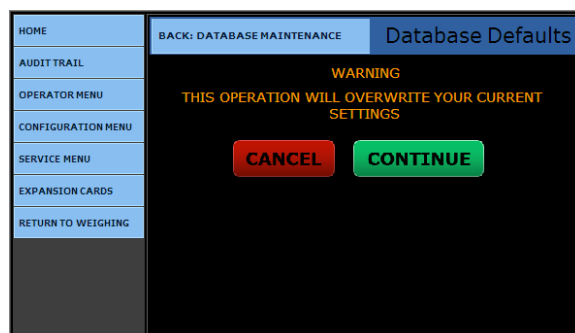 HOME
AUDIT TRAIL
OPERATOR MENU
CONFIGURATION MENU
SERVICE MENU
EXPANSION CARDS
RETURN TO WEIGHING
BACK: DATABASE MAINTENANCE
Database Defaults
WARNING
THIS OPERATION WILL OVERWRITE YOUR CURRENT
SETTINGS
CANCEL
CONTINUE